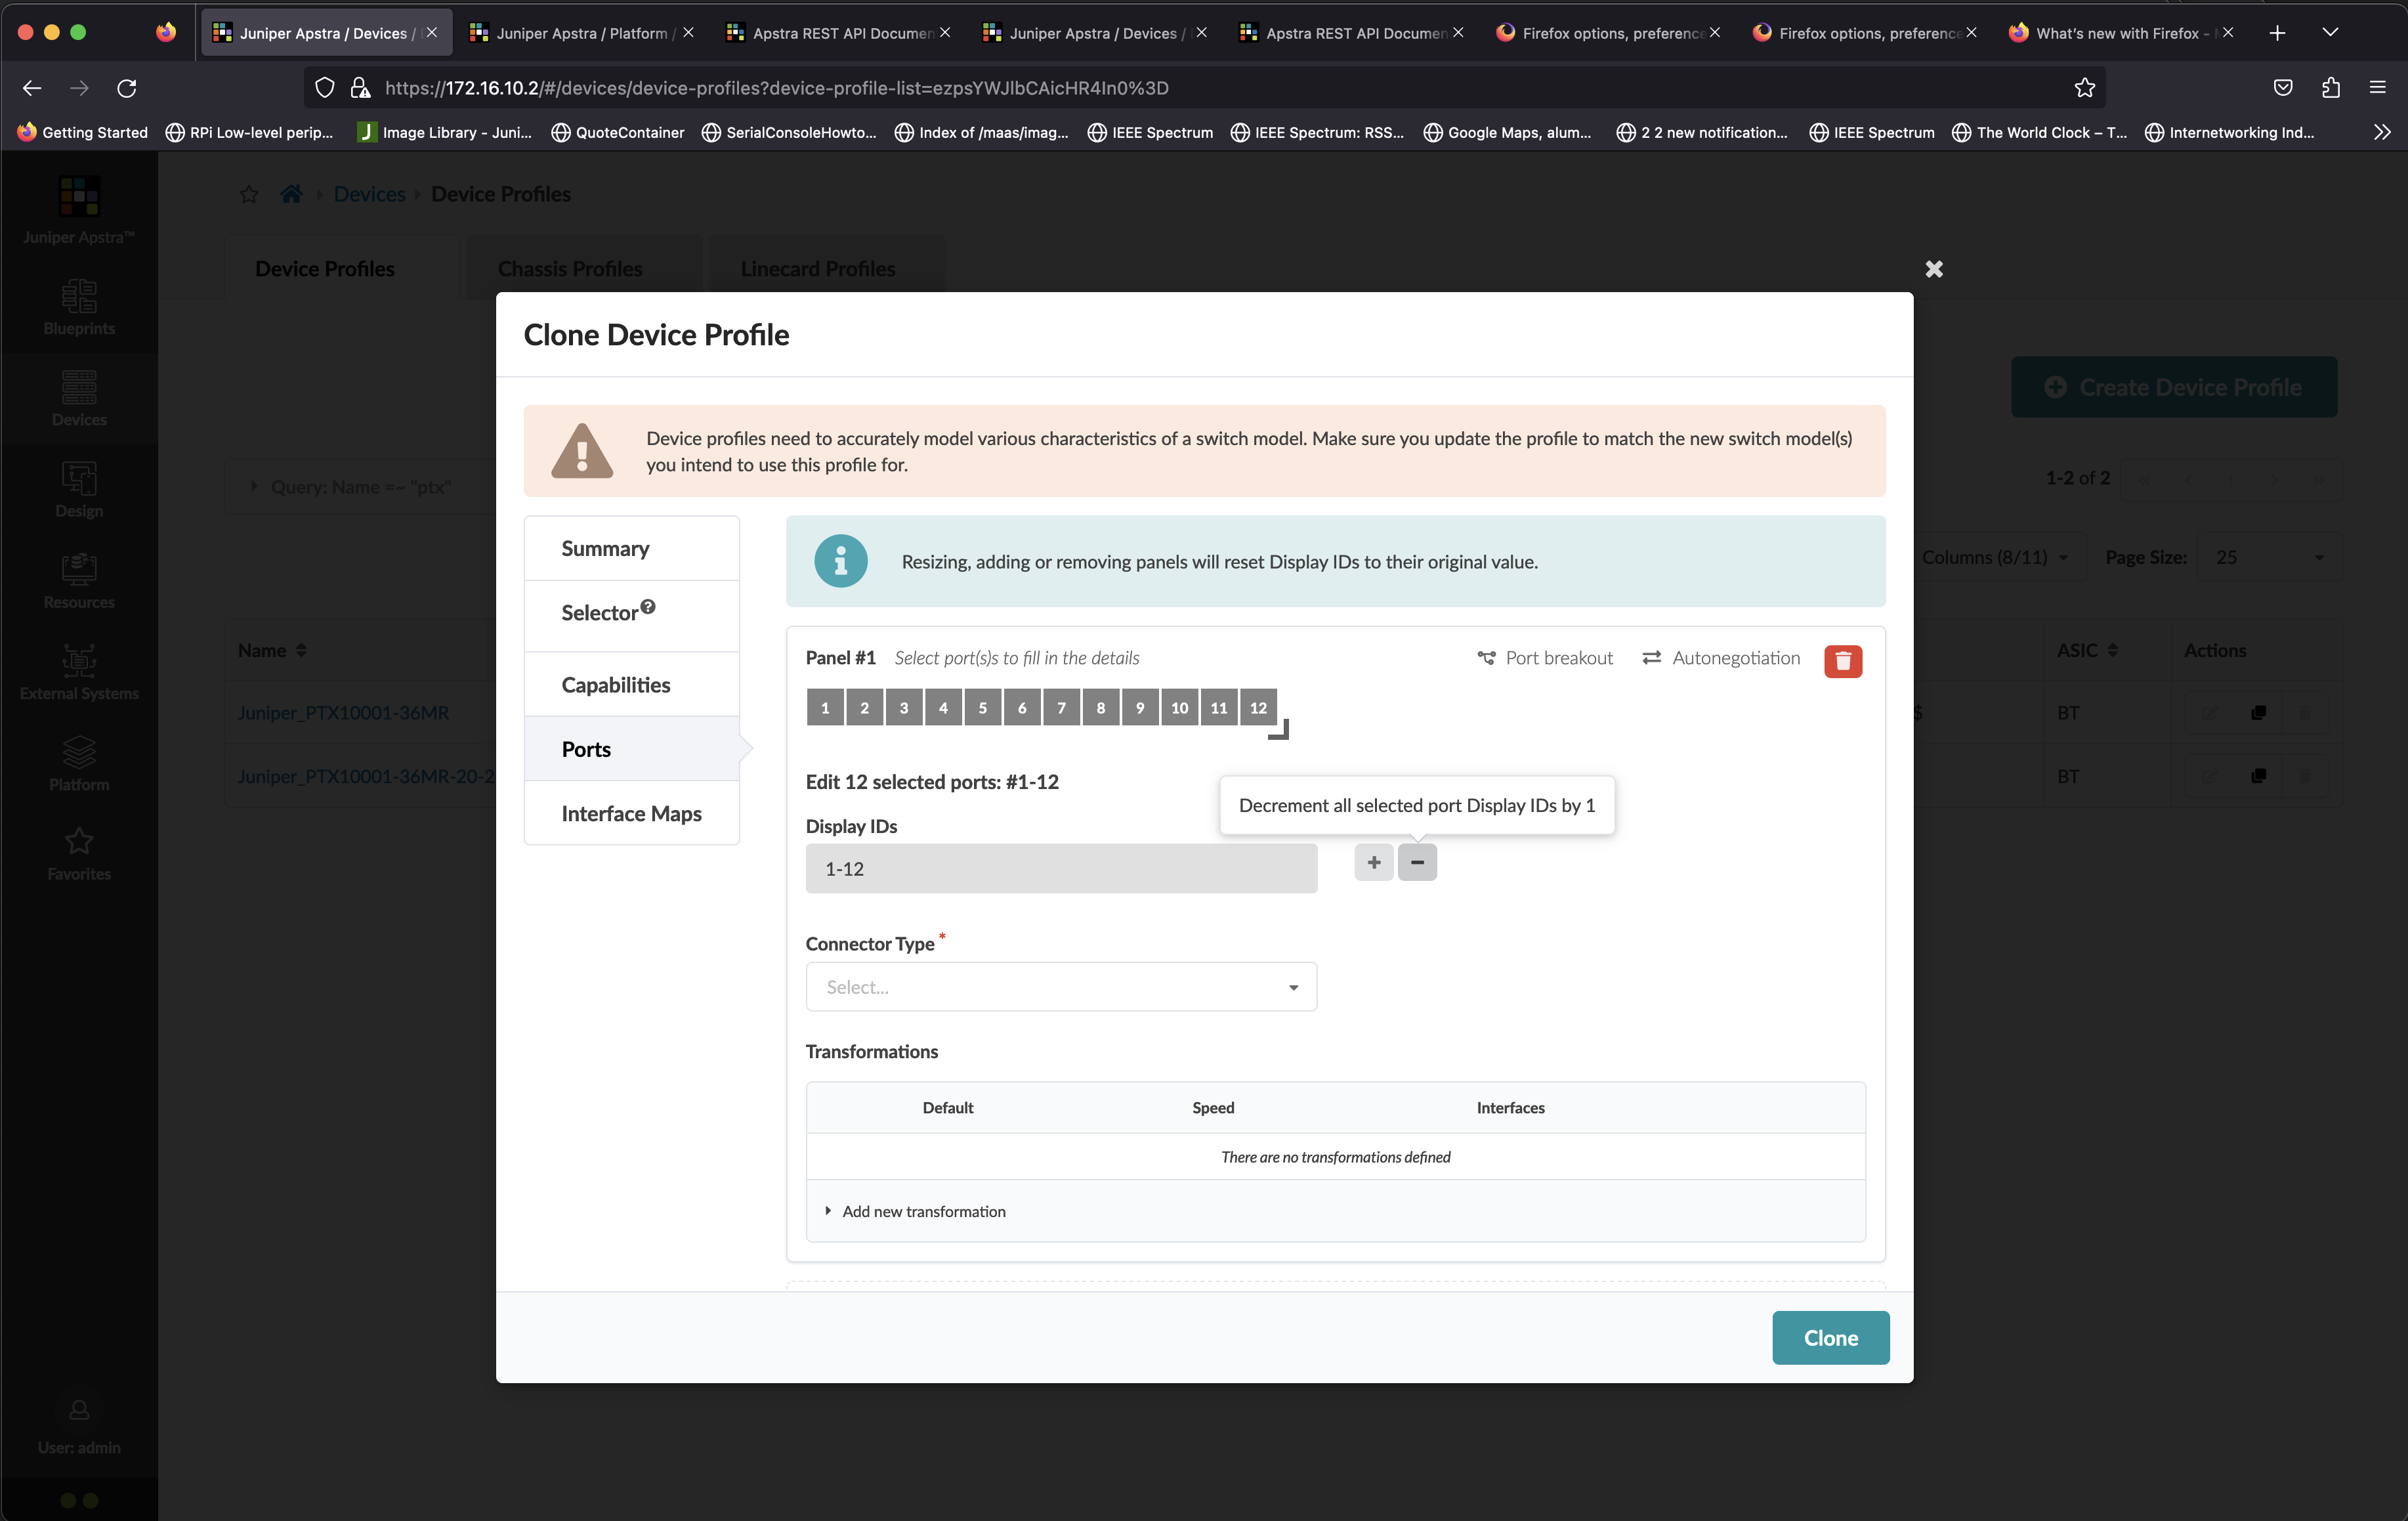 Juniper Apstra / Devices /
Juniper Apstra / Platform /
Apstra REST API Documen
Juniper Apstra / Devices /
Apstra REST API Documen
Firefox options, preference
Firefox options, preference
What's new with Firefox -
https://172.16.10.2/#/devices/device-profiles?device-profile-list=ezpsYWJlbCAicHR4In0%3D
Getting Started
RPi Low-level perip...
Image Library - Juni...
QuoteContainer
SerialConsoleHowto...
Index of /maas/imag...
IEEE Spectrum
IEEE Spectrum: RSS...
Google Maps, alum...
2 2 new notification...
IEEE Spectrum
The World Clock – T...
Internetworking Ind...
Juniper Apstra™
Blueprints
Devices
Design
Resources
External Systems
Platform
Favorites
User: admin
Devices
Device Profiles
Device Profiles
Chassis Profiles
Linecard Profiles
Create Device Profile
Query: Name =~ "ptx"
1-2 of 2
Columns (8/11)
Page Size:
25
Name
ASIC
Actions
Juniper_PTX10001-36MR
$
BT
Juniper_PTX10001-36MR-20-2
BT
Clone Device Profile
Device profiles need to accurately model various characteristics of a switch model. Make sure you update the profile to match the new switch model(s)
you intend to use this profile for.
Summary
Selector
Capabilities
Ports
Interface Maps
Resizing, adding or removing panels will reset Display IDs to their original value.
Panel #1
Select port(s)s to fill in the details
Port breakout
Autonegotiation
1 2 3 4 5 6 7 8 9 10 11 12
Edit 12 selected ports: #1-12
Decrement all selected port Display IDs by 1
Display IDs
1-12
Connector Type *
Select...
Transformations
Default
Speed
Interfaces
There are no transformations defined
Add new transformation
Clone